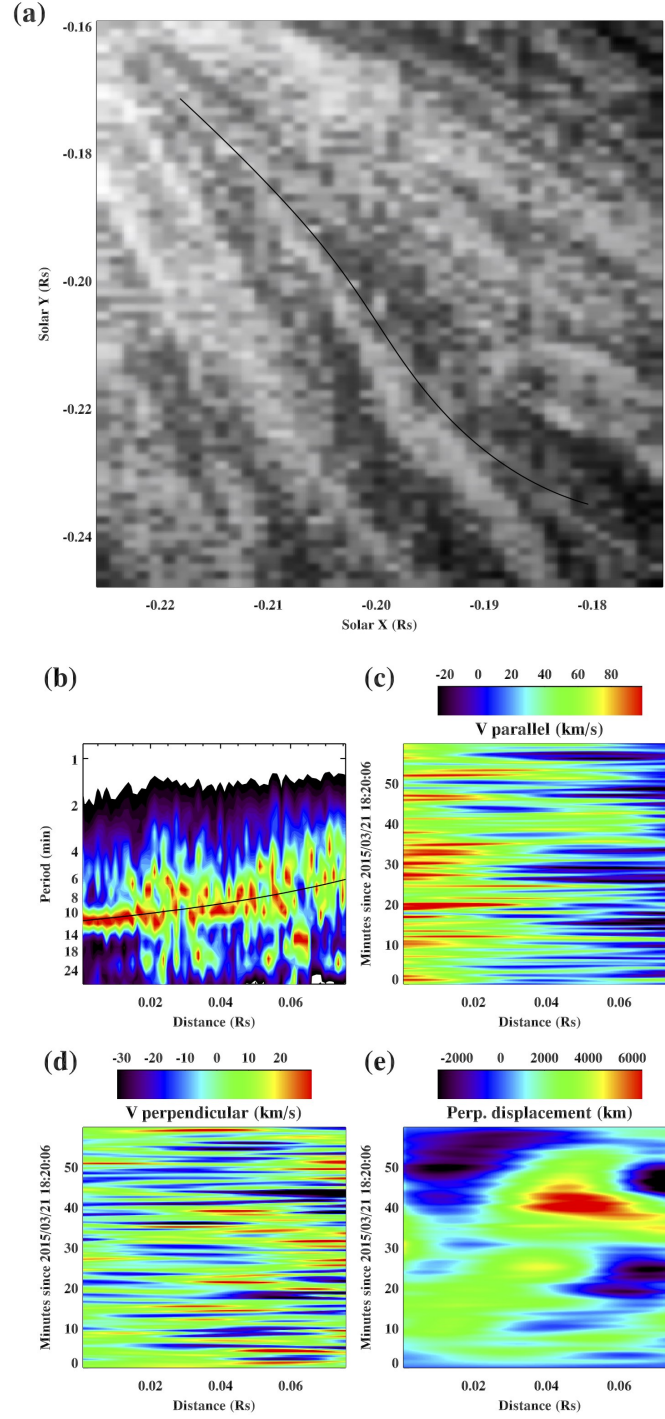 (a)
-0.16
-0.18
-0.20
-0.22
-0.24
Solar Y (Rs)
-0.22 -0.21 -0.20 -0.19 -0.18
Solar X (Rs)
(b)
1
2
4
6
8
10
14
18
24
Period (min)
0.02 0.04 0.06
Distance (Rs)
(c)
-20 0 20 40 60 80
V parallel (km/s)
50
40
30
20
10
0
Minutes since 2015/03/21 18:20:06
0.02 0.04 0.06
Distance (Rs)
(d)
-30 -20 -10 0 10 20
V perpendicular (km/s)
50
40
30
20
10
0
Minutes since 2015/03/21 18:20:06
0.02 0.04 0.06
Distance (Rs)
(e)
-2000 0 2000 4000 6000
Perp. displacement (km)
50
40
30
20
10
0
Minutes since 2015/03/21 18:20:06
0.02 0.04 0.06
Distance (Rs)